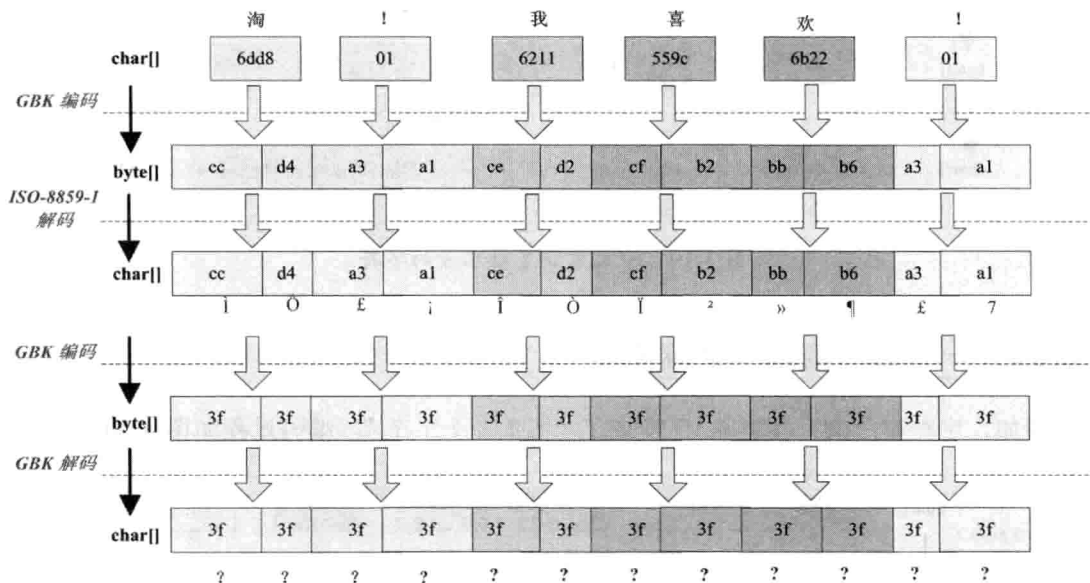 淘 ! 我 喜 欢 !
char[] 6dd8 01 6211 559c 6b22 01
GBK 编码
byte[] cc d4 a3 a1 ce d2 cf b2 bb b6 a3 a1
ISO-8859-1
解码
char[] cc d4 a3 a1 ce d2 cf b2 bb b6 a3 a1
Ì Ô £ ¡ Î Ò Ï ² » ¶ £ 7
GBK 编码
byte[] 3f 3f 3f 3f 3f 3f 3f 3f 3f 3f 3f 3f
GBK 解码
char[] 3f 3f 3f 3f 3f 3f 3f 3f 3f 3f 3f 3f
? ? ? ? ? ? ? ? ? ? ? ?